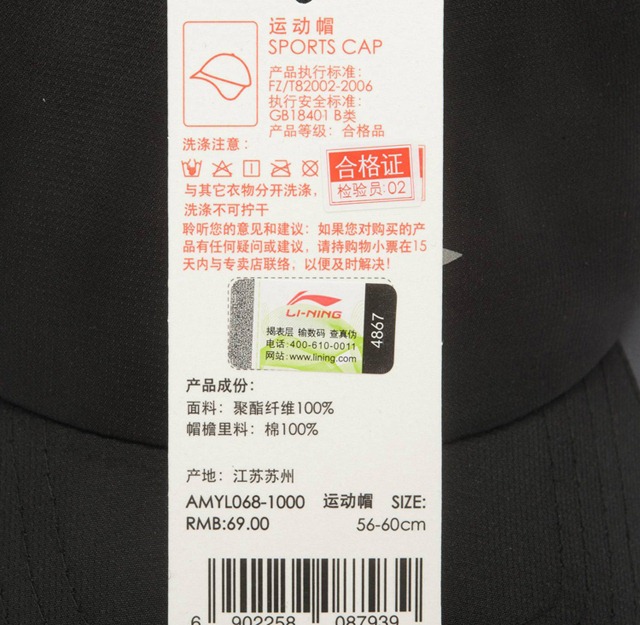 运动帽
SPORTS CAP
产品执行标准:
FZ/T82002-2006
执行安全标准:
GB18401 B类
产品等级: 合格品
洗涤注意:
合格证
检验员:02
与其它衣物分开洗涤,
洗涤不可拧干
聆听您的意见和建议: 如果您对购买的产
品有任何疑问或建议, 请持购物小票在15
天内与专卖店联络, 以便及时解决!
LI-NING
揭表层 输数码 查真伪
电话:400-610-0011
网站:www.lining.com
4867
产品成份:
面料: 聚酯纤维100%
帽檐里料: 棉100%
产地: 江苏苏州
AMYL068-1000 运动帽 SIZE:
RMB:69.00 56-60cm
6 902258 087939